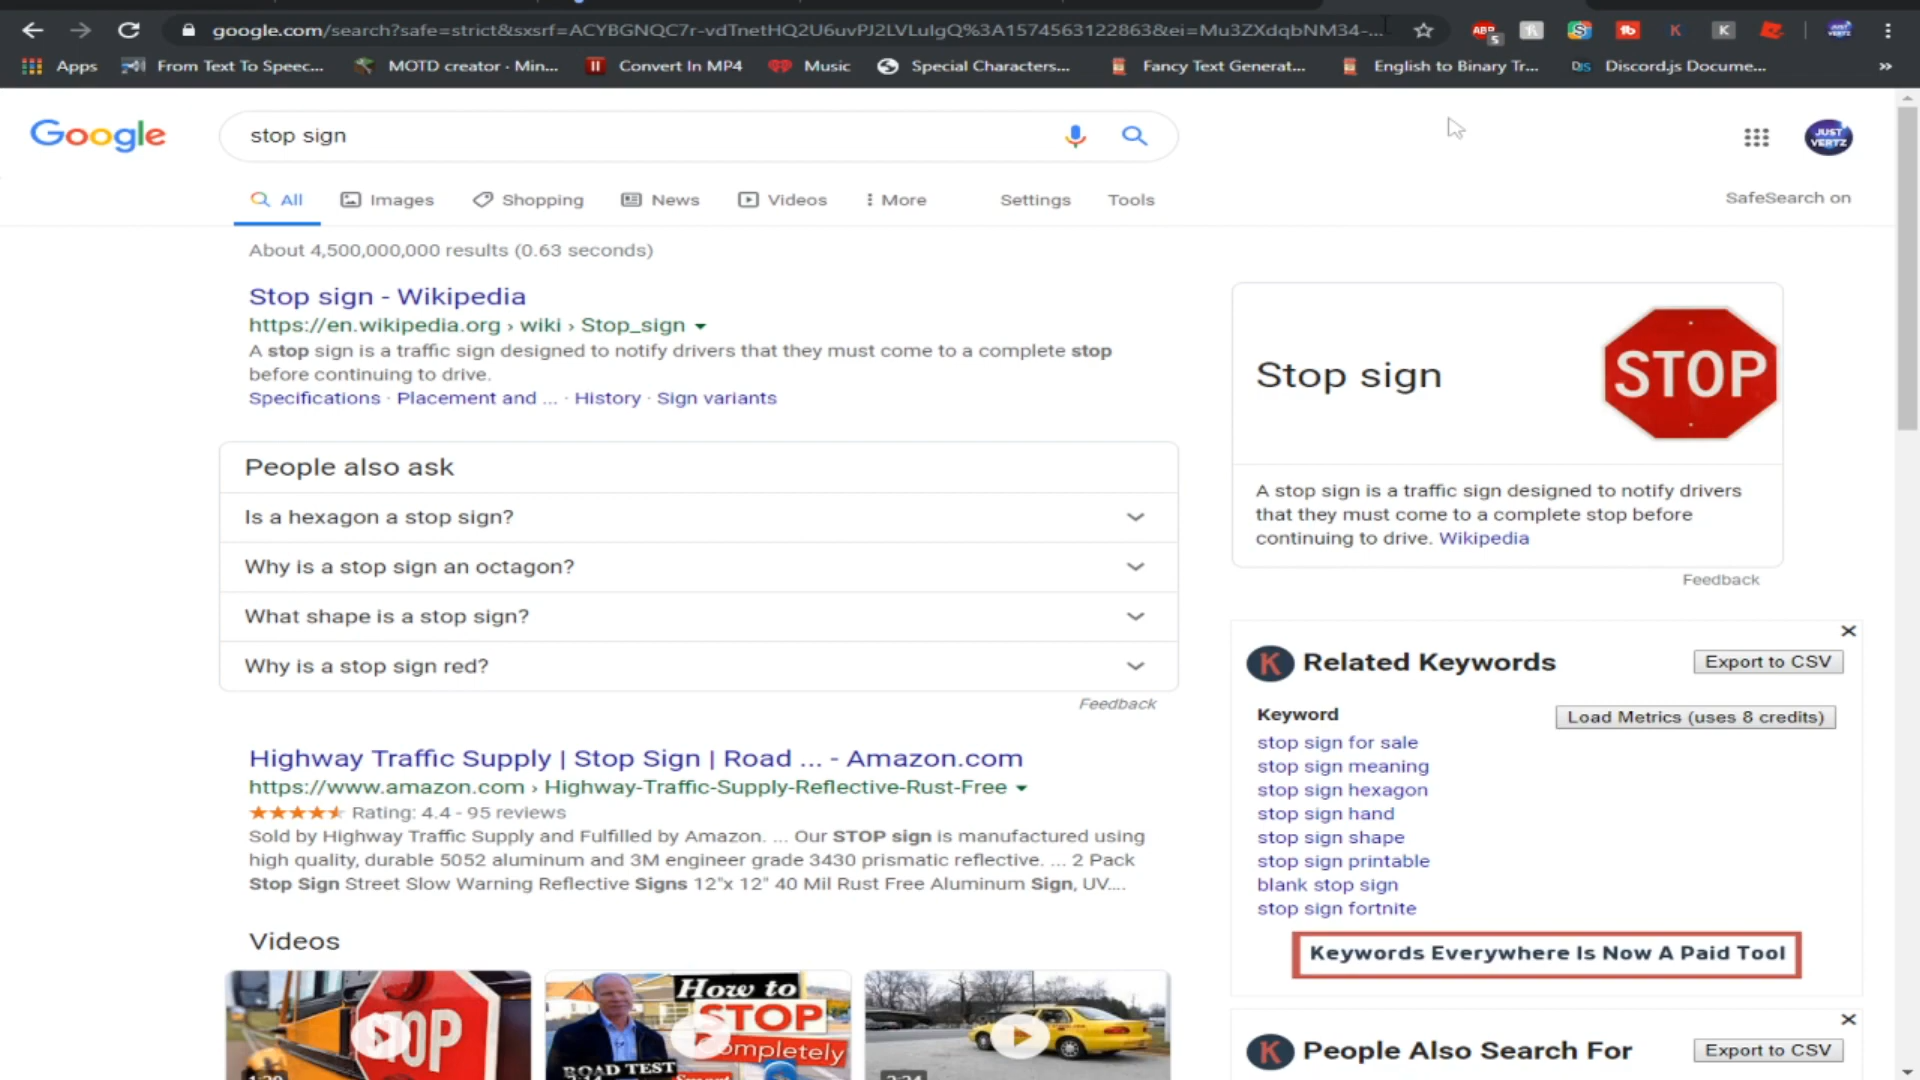 google.com/search?safe=strict&sxsrf=ACYBGNQC7r-vdTnetHQ2U6uvPJ2LVLuIgQ%3A1574563122863&ei=Mu3ZXdqbNM34-...
ABP 5
Apps From Text To Speec... MOTD creator · Min... Convert In MP4 Music Special Characters... Fancy Text Generat... English to Binary Tr... Discord.js Docume... »
Google stop sign JUST VERTZ
All Images Shopping News Videos More Settings Tools SafeSearch on
About 4,500,000,000 results (0.63 seconds)
Stop sign - Wikipedia
https://en.wikipedia.org › wiki › Stop_sign
A stop sign is a traffic sign designed to notify drivers that they must come to a complete stop
before continuing to drive.
Specifications · Placement and ... · History · Sign variants
People also ask
Is a hexagon a stop sign?
Why is a stop sign an octagon?
What shape is a stop sign?
Why is a stop sign red?
Feedback
Highway Traffic Supply | Stop Sign | Road ... - Amazon.com
https://www.amazon.com › Highway-Traffic-Supply-Reflective-Rust-Free
Rating: 4.4 - 95 reviews
Sold by Highway Traffic Supply and Fulfilled by Amazon. ... Our STOP sign is manufactured using
high quality, durable 5052 aluminum and 3M engineer grade 3430 prismatic reflective. ... 2 Pack
Stop Sign Street Slow Warning Reflective Signs 12"x 12" 40 Mil Rust Free Aluminum Sign, UV....
Videos
STOP
How to
STOP
Completely
ROAD TEST
Stop sign
STOP
A stop sign is a traffic sign designed to notify drivers
that they must come to a complete stop before
continuing to drive. Wikipedia
Feedback
K Related Keywords Export to CSV
Keyword Load Metrics (uses 8 credits)
stop sign for sale
stop sign meaning
stop sign hexagon
stop sign hand
stop sign shape
stop sign printable
blank stop sign
stop sign fortnite
Keywords Everywhere Is Now A Paid Tool
K People Also Search For Export to CSV